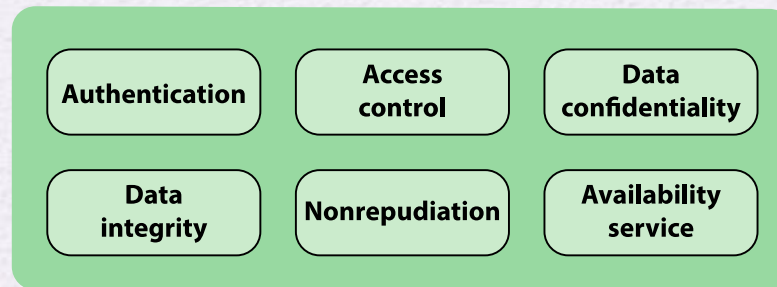 Authentication
Access
control
Data
confidentiality
Data
integrity
Nonrepudiation
Availability
service